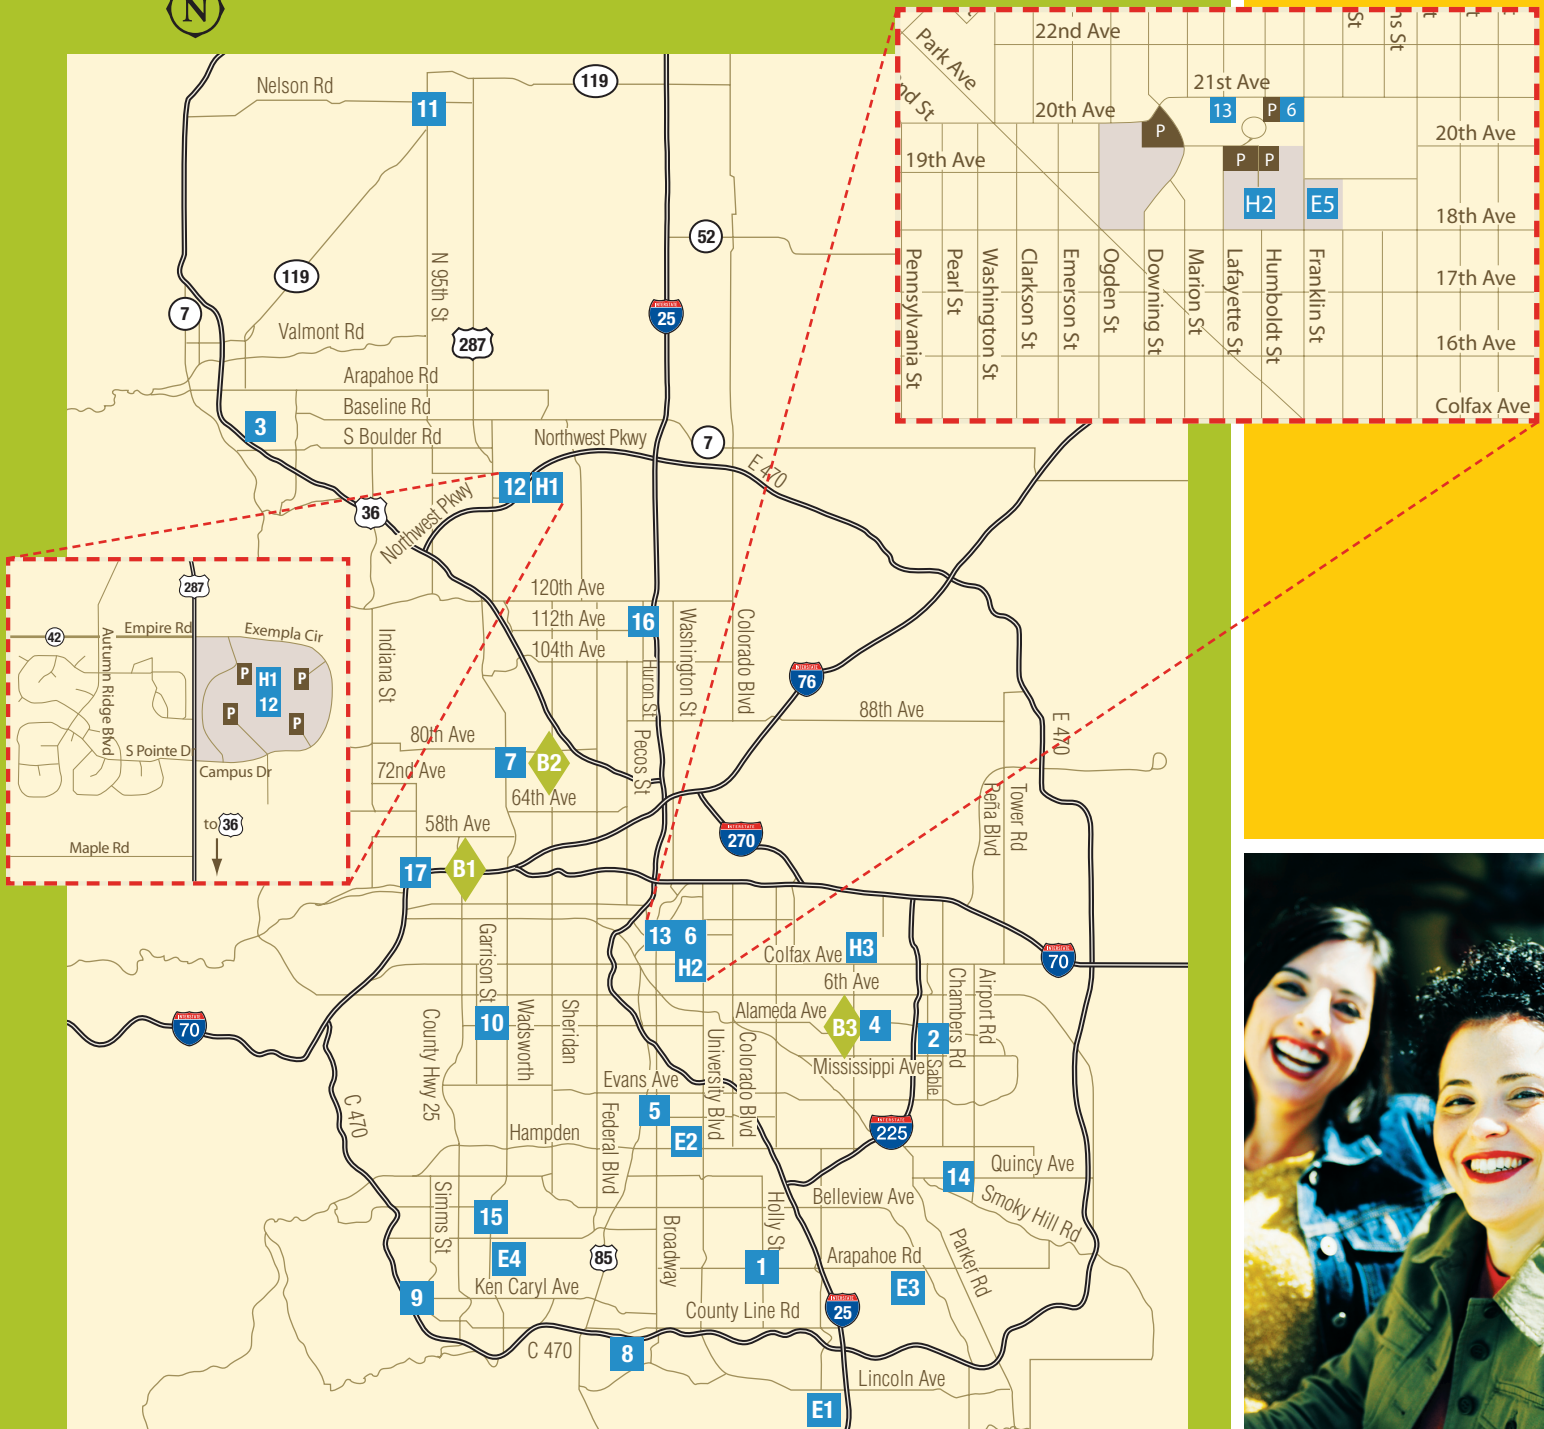 N
Nelson Rd
11
119
N 95th St
52
119
7
25
Valmont Rd
287
Arapahoe Rd
Baseline Rd
3
S Boulder Rd
Northwest Pkwy
7
E 470
12
H1
36
Northwest Pkwy
120th Ave
112th Ave
16
104th Ave
Indiana St
Huron St
Washington St
Colorado Blvd
76
88th Ave
E 470
80th Ave
7
B2
72nd Ave
Pecos St
64th Ave
58th Ave
270
Peña Blvd
Tower Rd
17
B1
13
6
H2
Colfax Ave
H3
70
6th Ave
Garrison St
Alameda Ave
B3
4
2
Chambers Rd
Airport Rd
70
10
Wadsworth
Sheridan
County Hwy 25
University Blvd
Colorado Blvd
Mississippi Ave
Sable
Evans Ave
C 470
5
Federal Blvd
E2
Hampden
225
Quincy Ave
14
Smoky Hill Rd
Belleview Ave
Simms St
15
Holly St
Broadway
Parker Rd
E4
85
1
Arapahoe Rd
E3
Ken Caryl Ave
9
County Line Rd
25
C 470
8
Lincoln Ave
E1
287
42
Empire Rd
Exempla Cir
Autumn Ridge Blvd
P
H1
12
P
P
P
S Pointe D
Campus Dr
to 36
Maple Rd
22nd Ave
St
ns St
Park Ave
nd St
21st Ave
20th Ave
13
P
6
P
20th Ave
19th Ave
P
P
H2
E5
18th Ave
Pennsylvania St
Pearl St
Washington St
Clarkson St
Emerson St
Ogden St
Downing St
Marion St
Lafayette St
Humboldt St
Franklin St
17th Ave
16th Ave
Colfax Ave